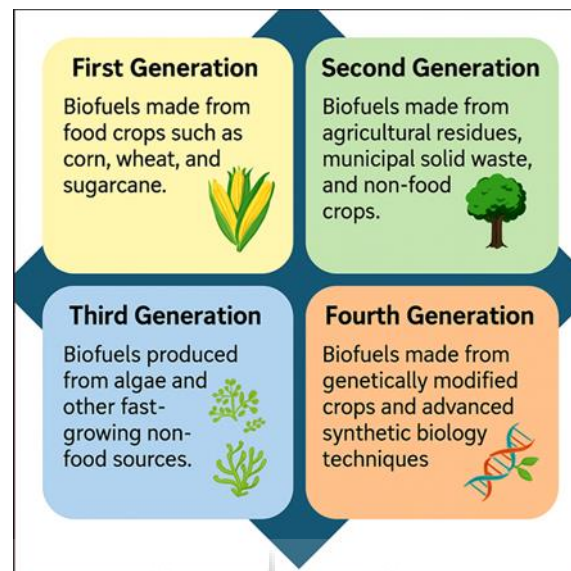 First Generation
Biofuels made from
food crops such as
corn, wheat, and
sugarcane.
Second Generation
Biofuels made from
agricultural residues,
municipal solid waste,
and non-food
crops.
Third Generation
Biofuels produced
from algae and
other fast-
growing non-
food sources.
Fourth Generation
Biofuels made from
genetically modified
crops and advanced
synthetic biology
techniques